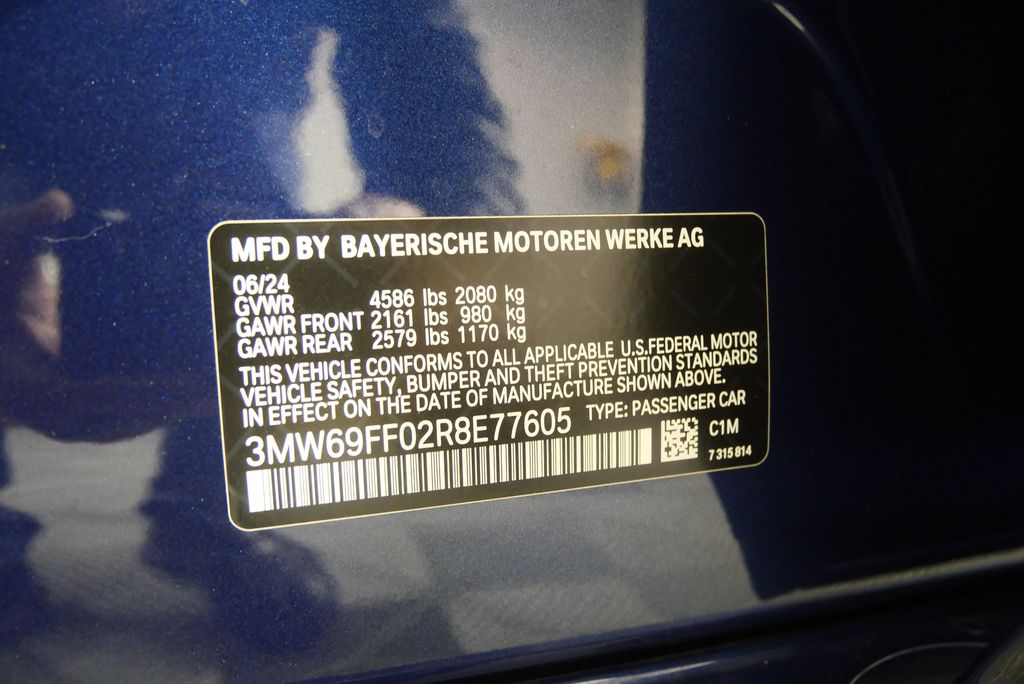 MFD BY BAYERISCHE MOTOREN WERKE AG
06/24
GVWR 4586 lbs 2080 kg
GAWR FRONT 2161 lbs 980 kg
GAWR REAR 2579 lbs 1170 kg
THIS VEHICLE CONFORMS TO ALL APPLICABLE U.S.FEDERAL MOTOR
VEHICLE SAFETY, BUMPER AND THEFT PREVENTION STANDARDS
IN EFFECT ON THE DATE OF MANUFACTURE SHOWN ABOVE.
3MW69FF02R8E77605 TYPE: PASSENGER CAR
C1M
7 315 814